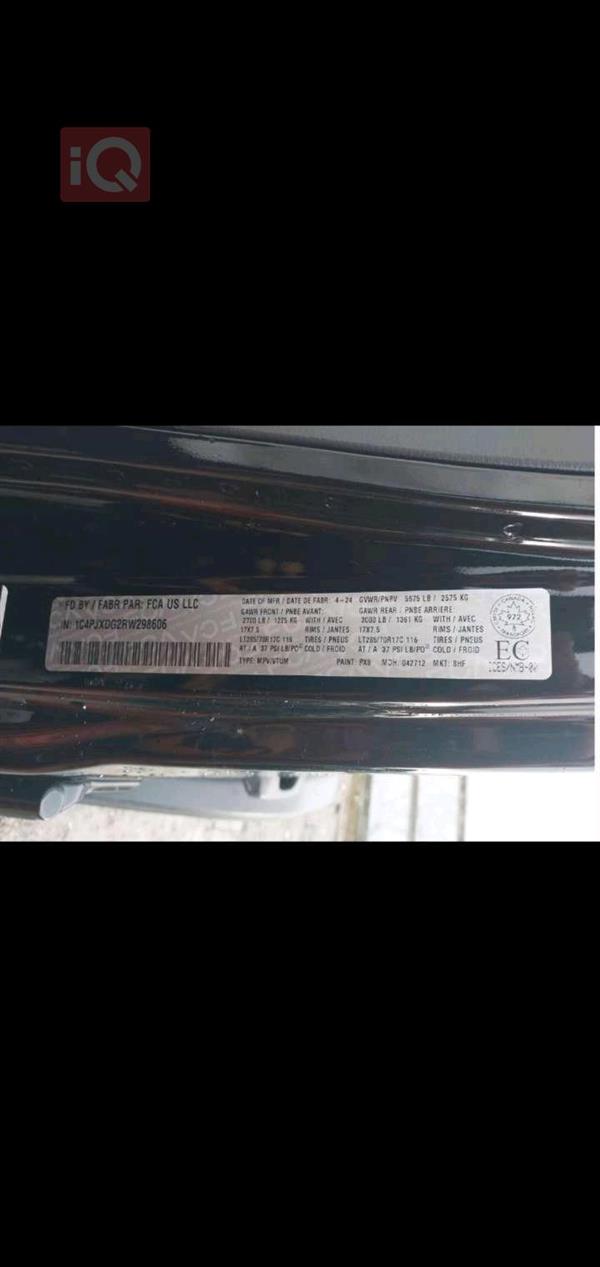 iQ
FD BY / FABR PAR: FCA US LLC
IN: 1C4PJXDG2RW298606
DATE OF MFR / DATE DE FABR: 4-24
GAWR FRONT / PNBE AVANT:
2700 LB / 1225 KG WITH / AVEC
17X7.5 RIMS / JANTES
LT285/70R17C 116 TIRES / PNEUS
AT / A 37 PSI LB/PO² COLD / FROID
TYPE: MPV/VTUM
GVWR/PNBV 5675 LB / 2575 KG
GAWR REAR / PNBE ARRIERE
3000 LB / 1361 KG WITH / AVEC
17X7.5 RIMS / JANTES
LT285/70R17C 116 TIRES / PNEUS
AT / A 37 PSI LB/PO² COLD / FROID
PAINT: PX8 MDH: 042712 MKT: BHF
CANADA
972
TRANSPORT
EC